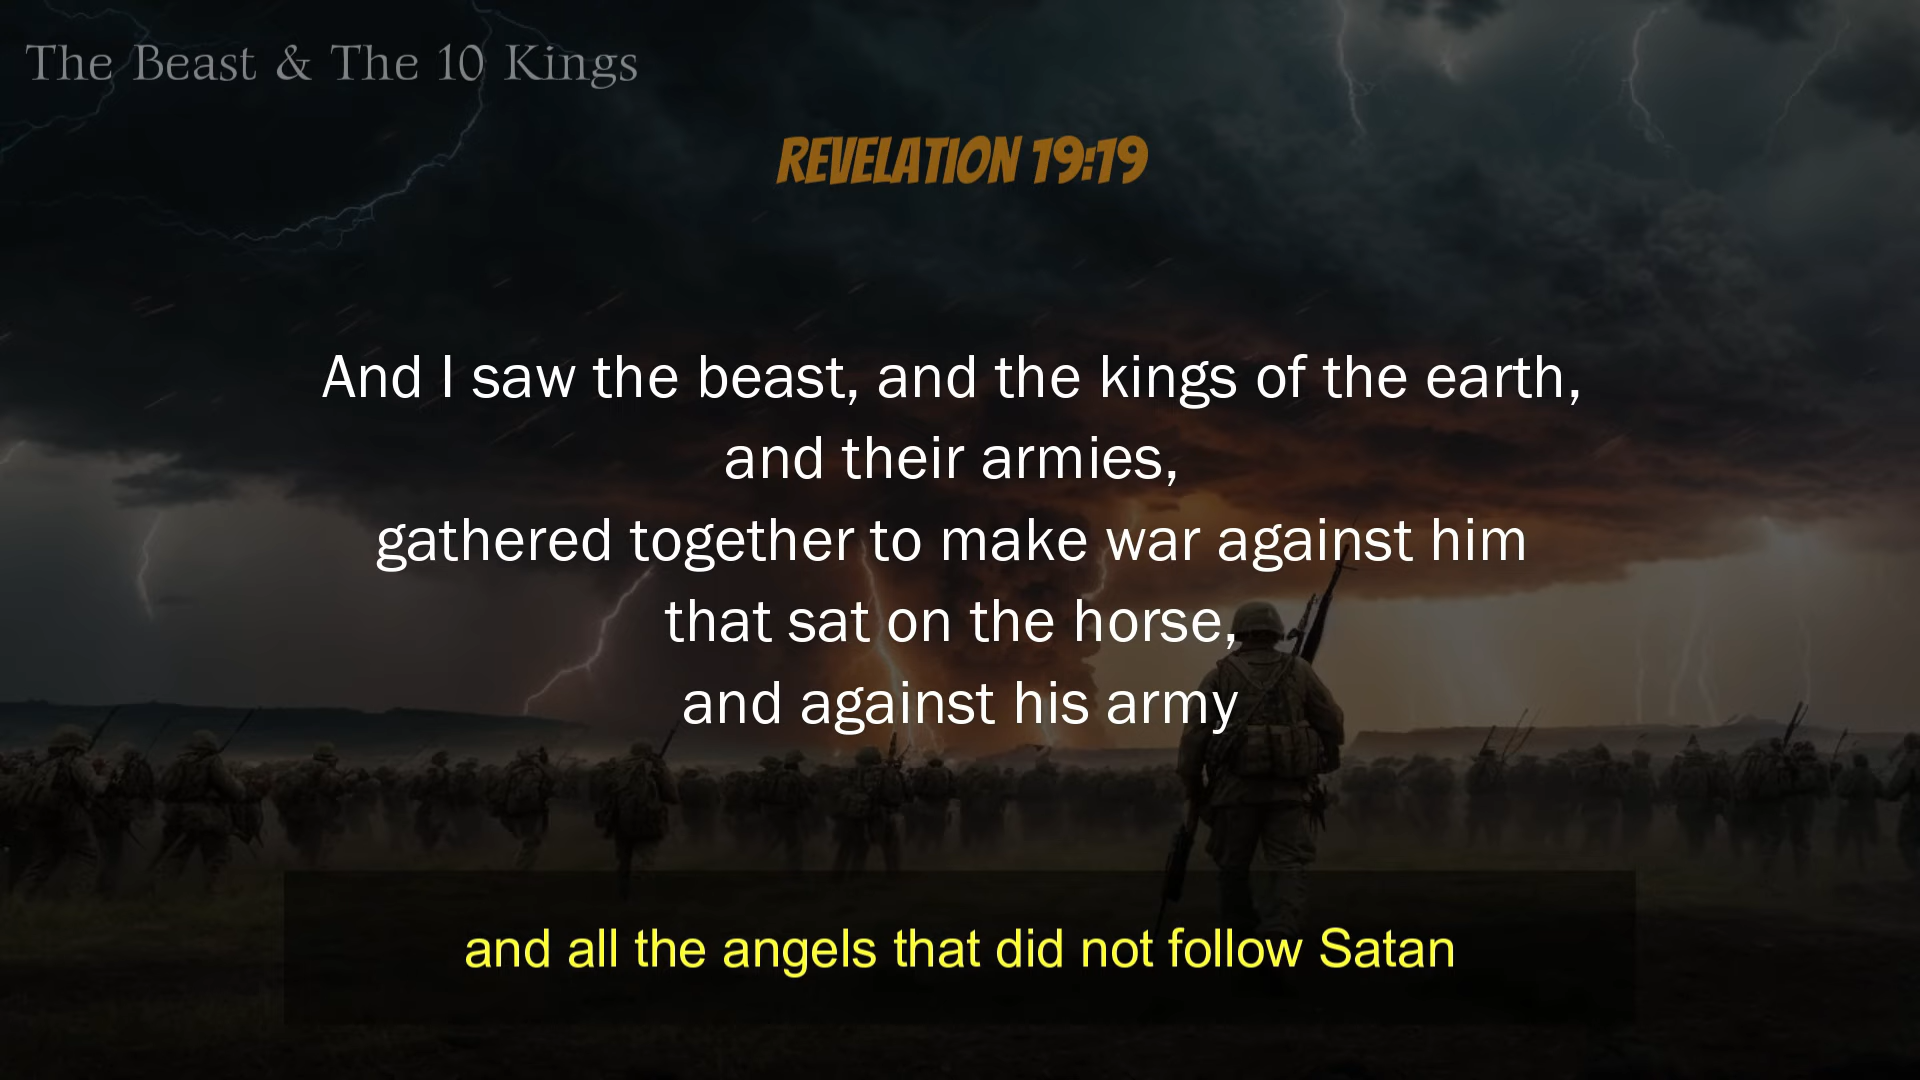 The Beast & The 10 Kings
REVELATION 19:19
And I saw the beast, and the kings of the earth,
and their armies,
gathered together to make war against him
that sat on the horse,
and against his army
and all the angels that did not follow Satan